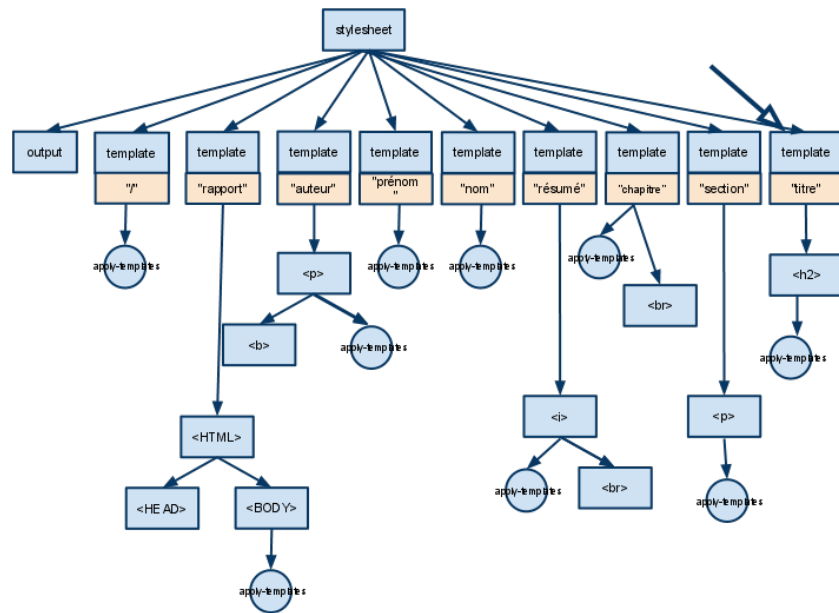 stylesheet
output
template
template
template
template
template
template
template
template
template
"/"
"rapport"
"auteur"
"prénom
"
"nom"
"résumé"
"chapitre"
"section"
"titre"
apply-templates
<p>
apply-templates
apply-templates
apply-templates
<h2>
<br>
<b>
apply-templates
apply-templates
<HTML>
<i>
<p>
<HEAD>
<BODY>
apply-templates
<br>
apply-templates
apply-templates